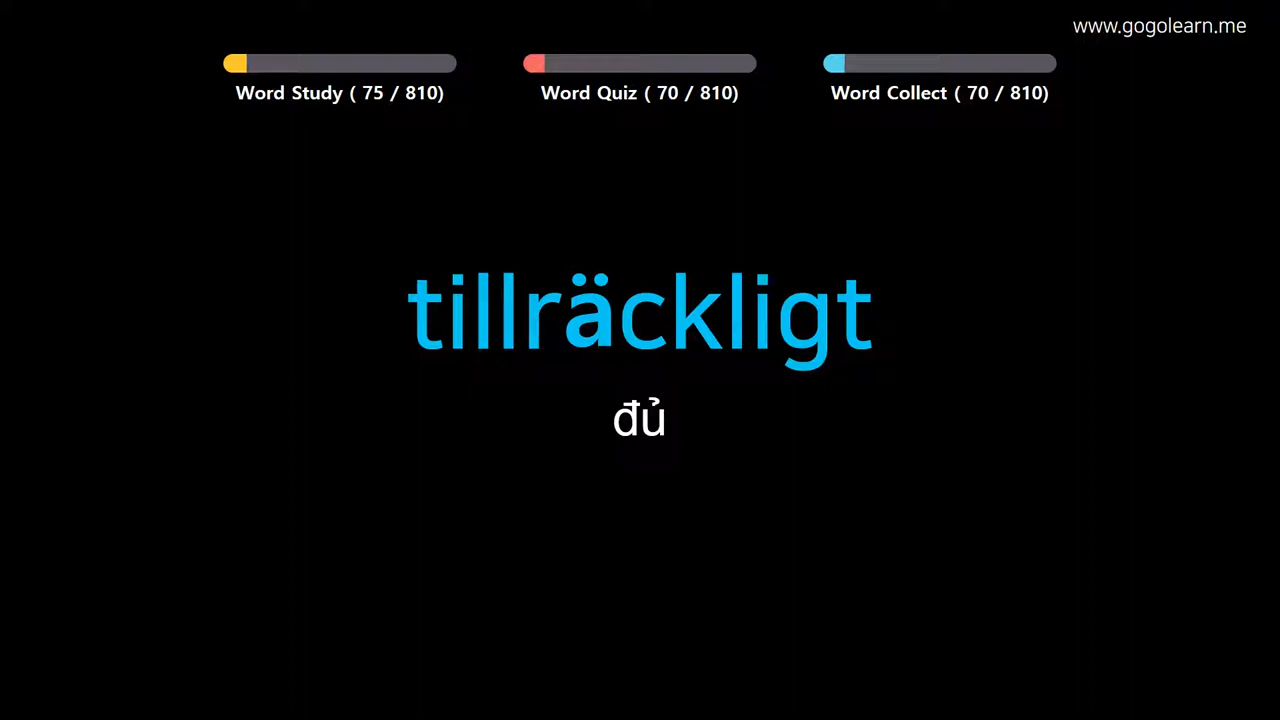 www.gogolearn.me
Word Study ( 75 / 810)
Word Quiz ( 70 / 810)
Word Collect ( 70 / 810)
tillräckligt
đủ